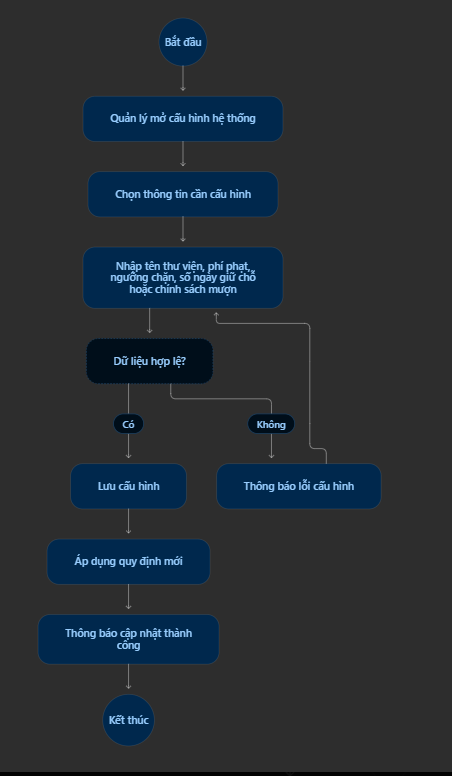 Bắt đầu
Quản lý mở cấu hình hệ thống
Chọn thông tin cần cấu hình
Nhập tên thư viện, phí phạt,
ngưỡng chặn, số ngày giữ chỗ
hoặc chính sách mượn
Dữ liệu hợp lệ?
Có
Không
Lưu cấu hình
Thông báo lỗi cấu hình
Áp dụng quy định mới
Thông báo cập nhật thành
công
Kết thúc